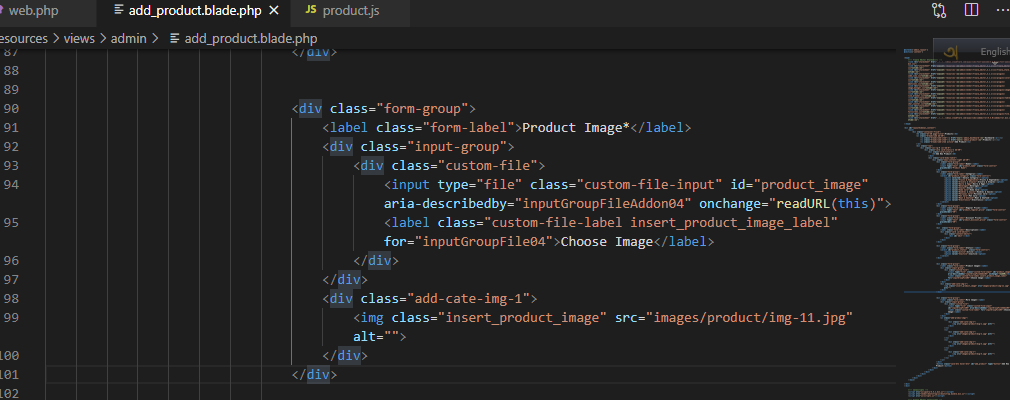 web.php add_product.blade.php × JS product.js
esources > views > admin > add_product.blade.php
87 </div>
88
89
90 <div class="form-group">
91 <label class="form-label">Product Image*</label>
92 <div class="input-group">
93 <div class="custom-file">
94 <input type="file" class="custom-file-input" id="product_image"
aria-describedby="inputGroupFileAddon04" onchange="readURL(this)">
95 <label class="custom-file-label insert_product_image_label"
for="inputGroupFile04">Choose Image</label>
96 </div>
97 </div>
98 <div class="add-cate-img-1">
99 <img class="insert_product_image" src="images/product/img-11.jpg"
alt="">
100 </div>
101 </div>
102
English